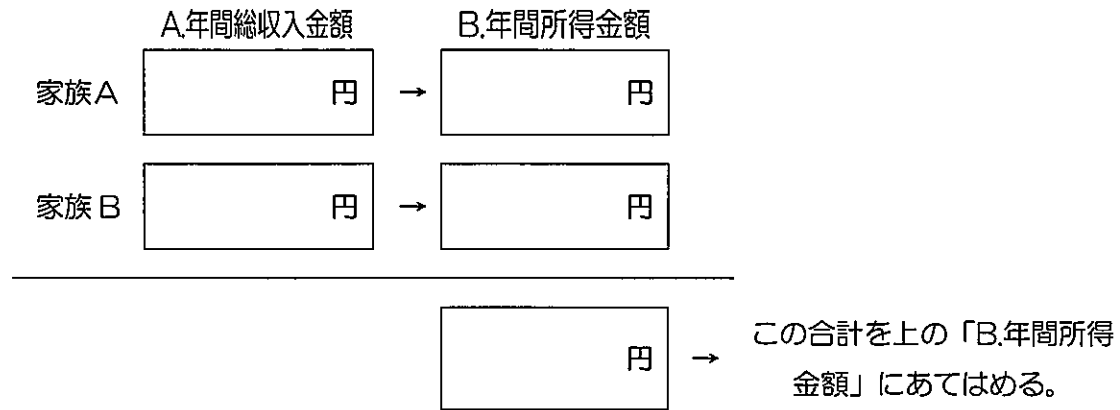 A.年間総収入金額 B.年間所得金額
家族A 円 → 円
家族B 円 → 円
円 → この合計を上の「B.年間所得
金額」にあてはめる。